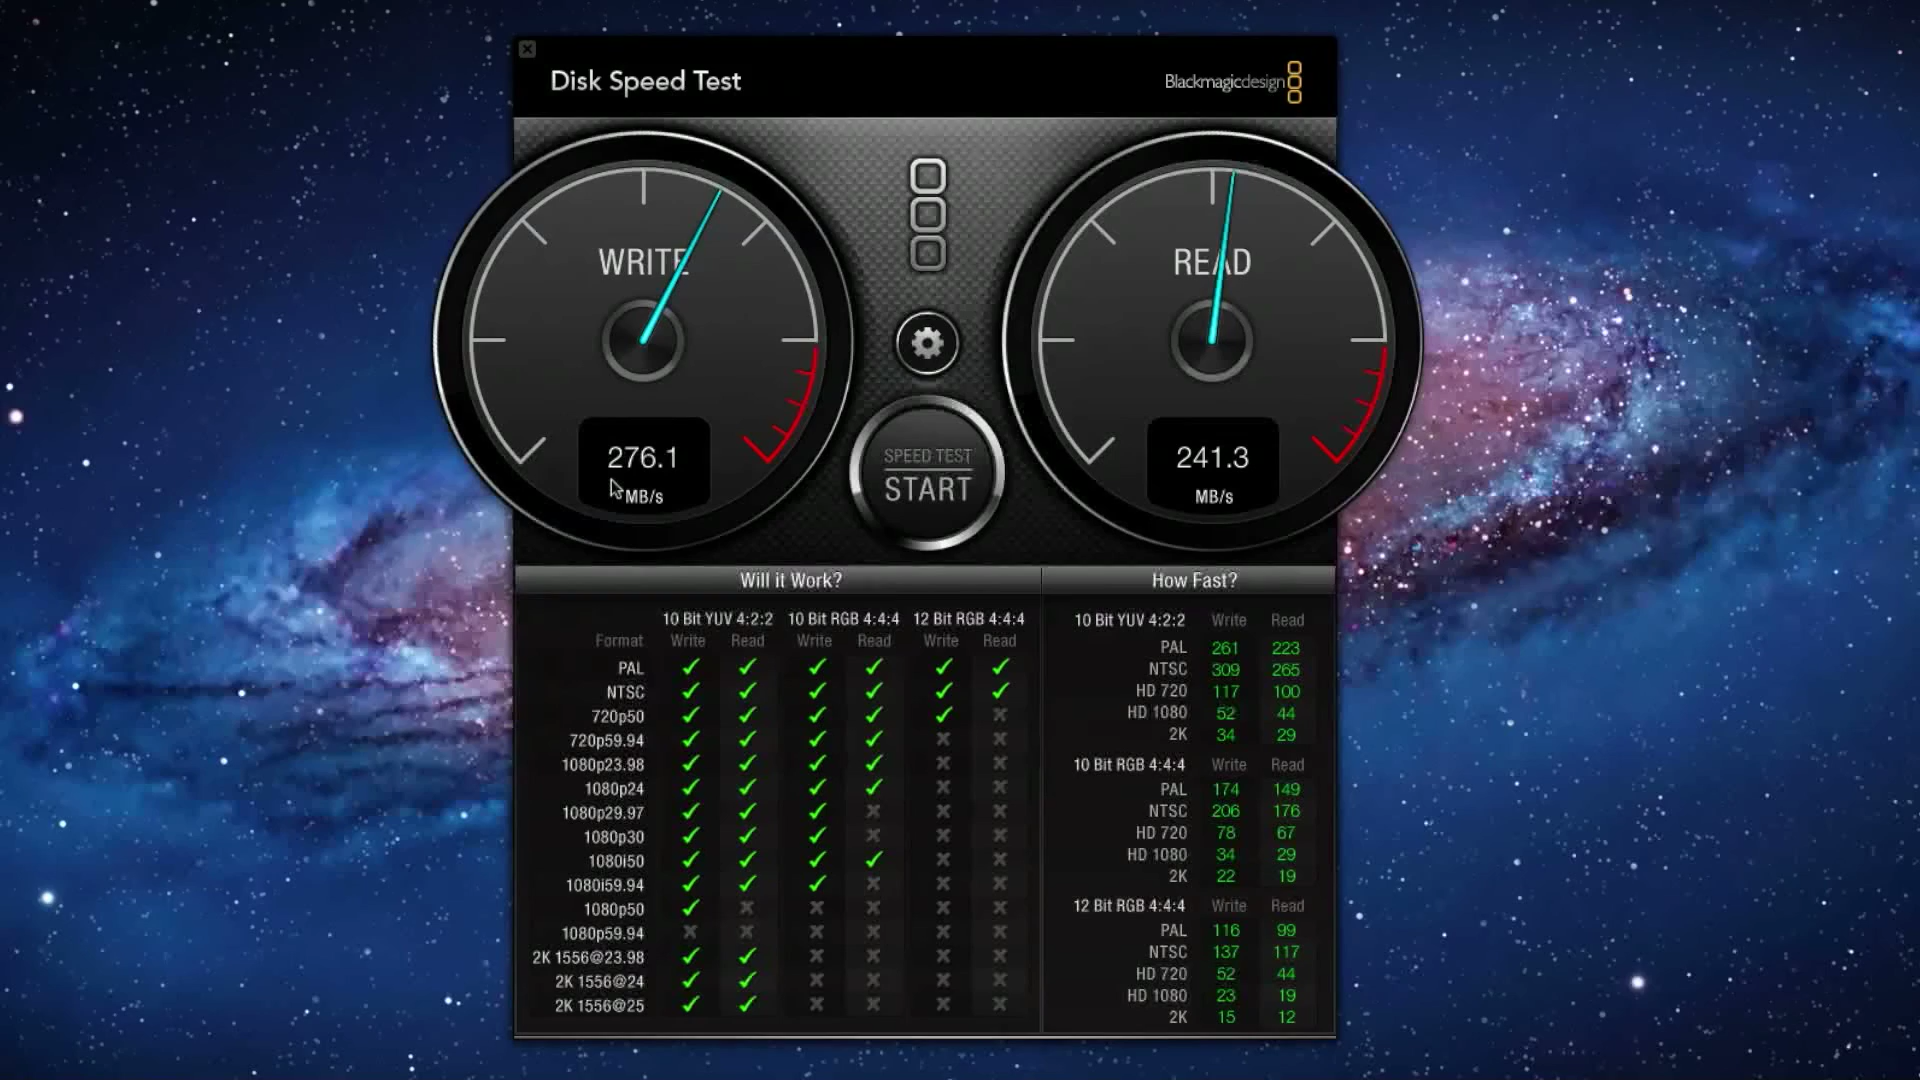 Disk Speed Test
Blackmagicdesign
WRITE
276.1
MB/s
SPEED TEST
START
READ
241.3
MB/s
Will it Work?
10 Bit YUV 4:2:2 10 Bit RGB 4:4:4 12 Bit RGB 4:4:4
Format Write Read Write Read Write Read
PAL
NTSC
720p50
720p59.94
1080p23.98
1080p24
1080p29.97
1080p30
1080i50
1080i59.94
1080p50
1080p59.94
2K 1556@23.98
2K 1556@24
2K 1556@25
How Fast?
10 Bit YUV 4:2:2 Write Read
PAL 261 223
NTSC 309 265
HD 720 117 100
HD 1080 52 44
2K 34 29
10 Bit RGB 4:4:4 Write Read
PAL 174 149
NTSC 206 176
HD 720 78 67
HD 1080 34 29
2K 22 19
12 Bit RGB 4:4:4 Write Read
PAL 116 99
NTSC 137 117
HD 720 52 44
HD 1080 23 19
2K 15 12